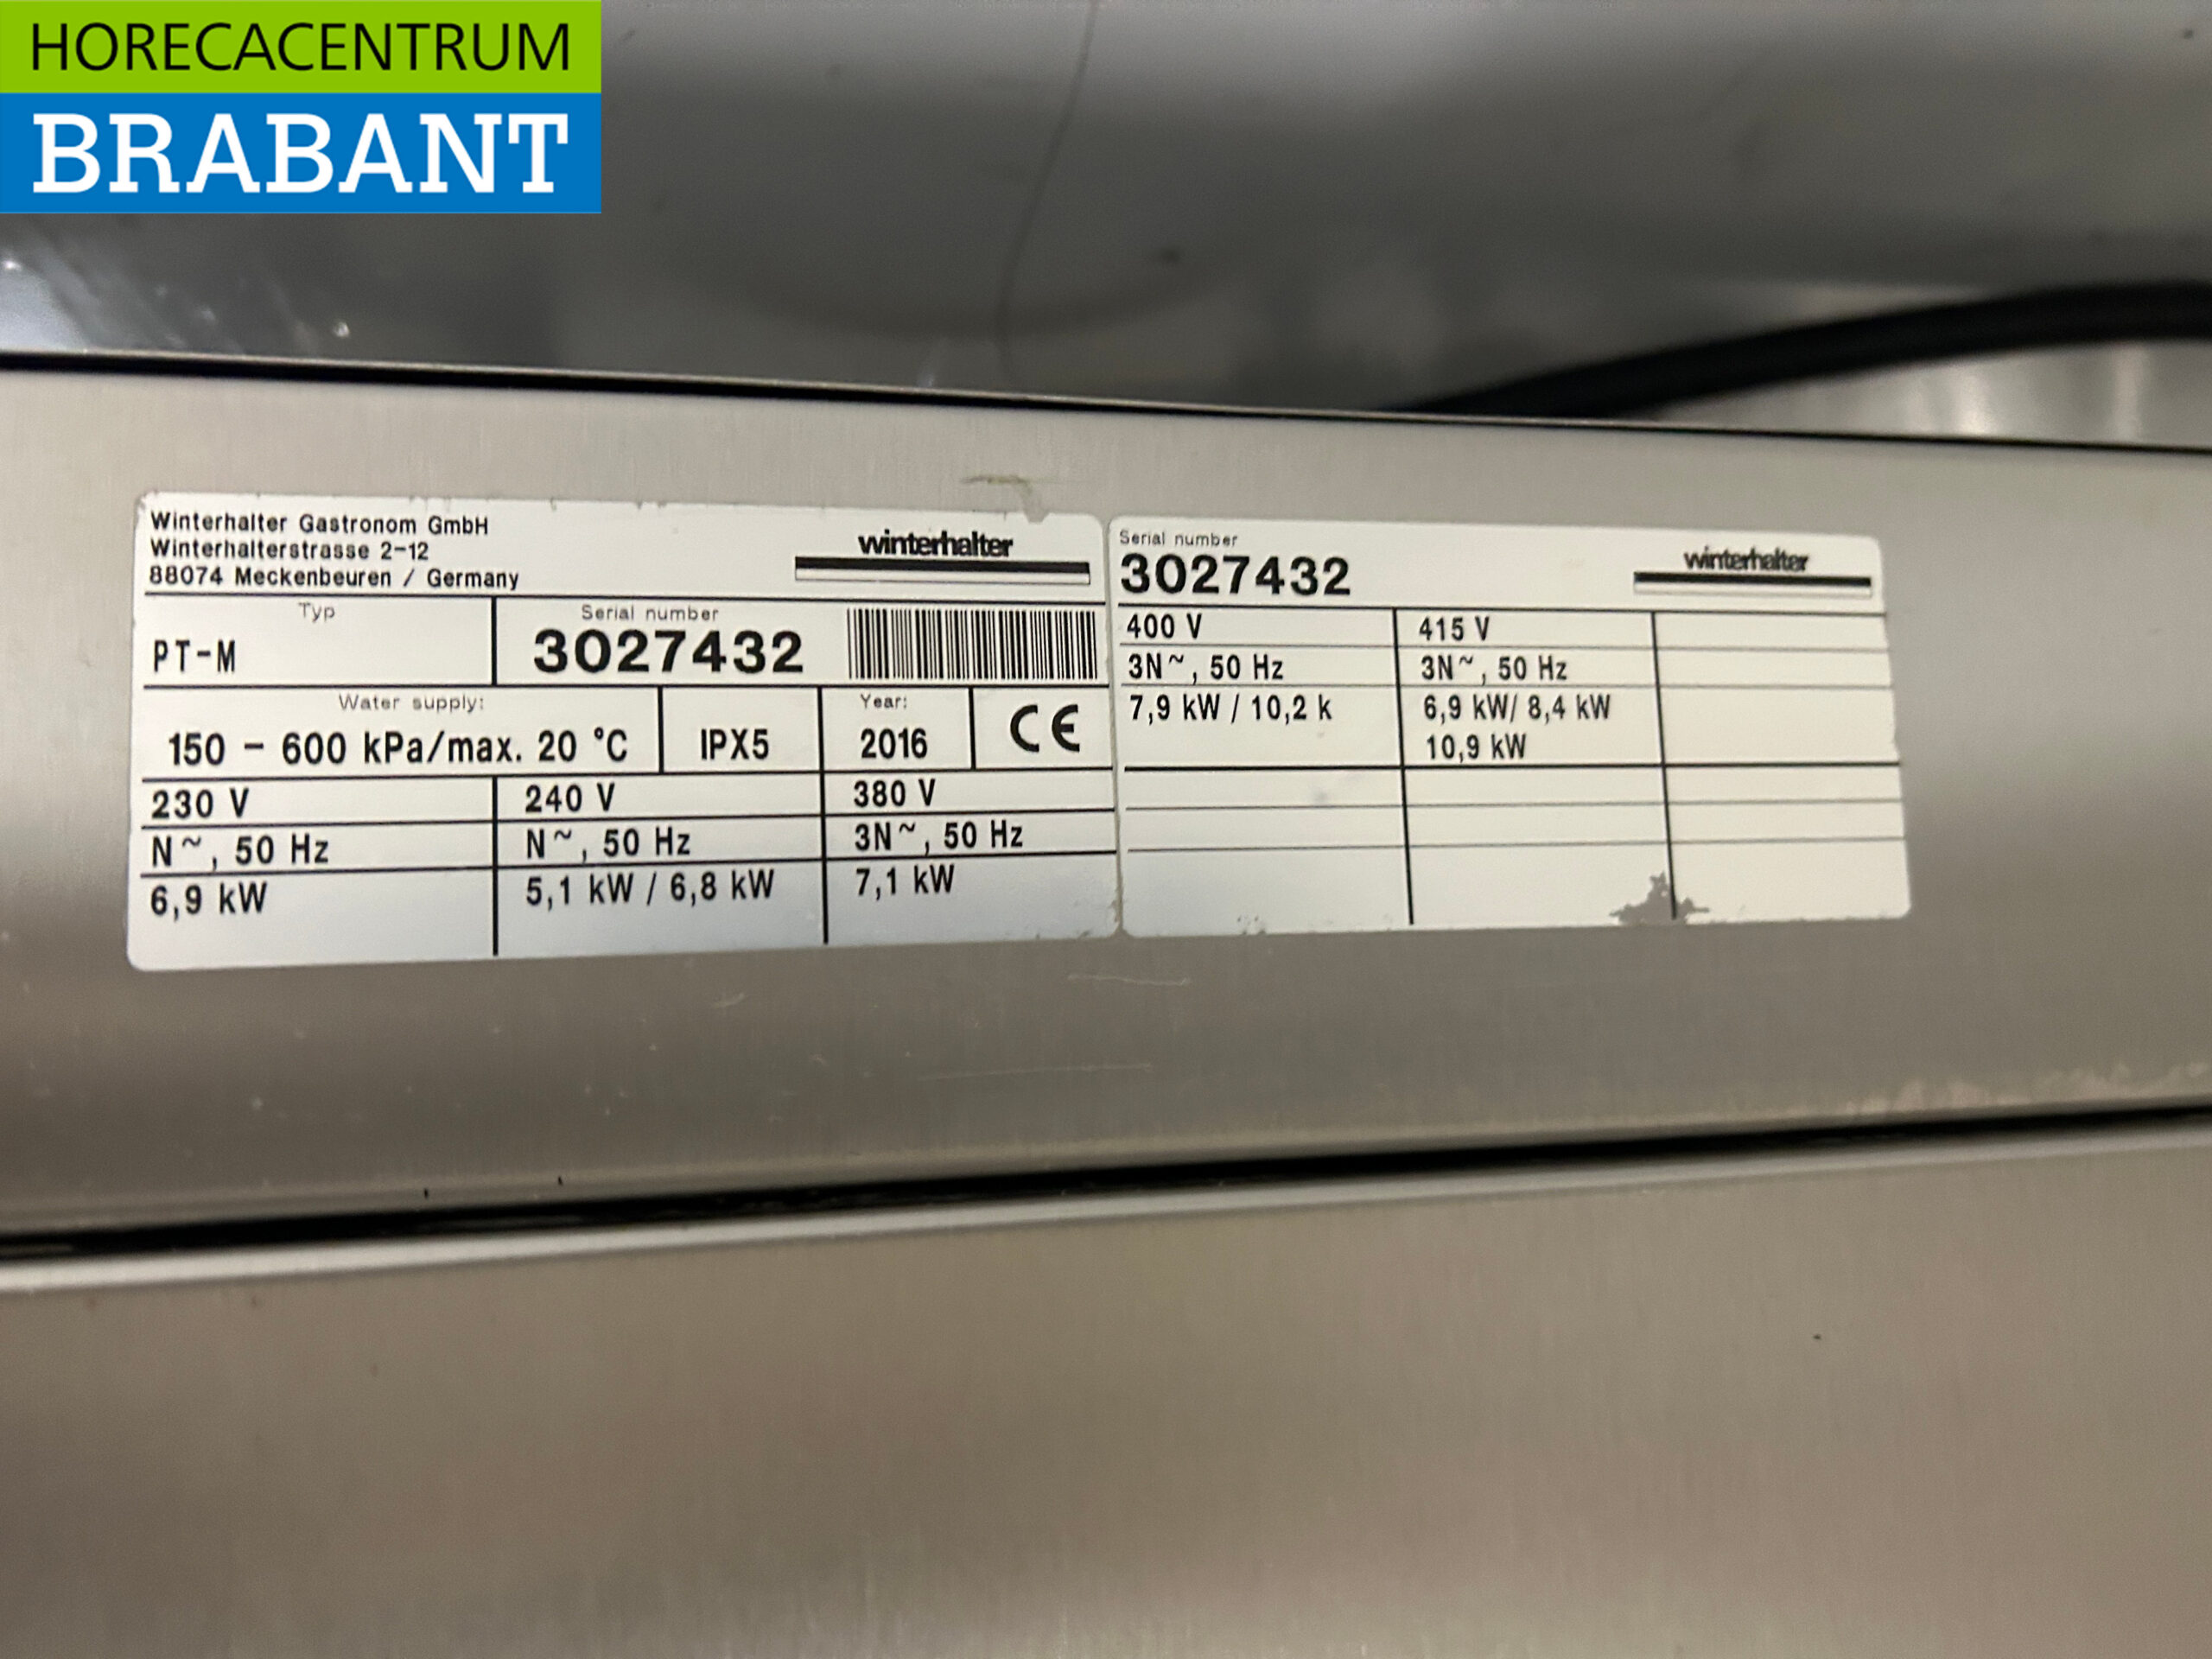 HORECACENTRUM
BRABANT
Winterhalter Gastronom GmbH
Winterhalterstrasse 2-12
88074 Meckenbeuren / Germany
winterhalter
Typ
PT-M
Serial number
3027432
Water supply:
150 - 600 kPa/max. 20 °C
IPX5
Year:
2016
CE
230 V
240 V
380 V
N~, 50 Hz
N~, 50 Hz
3N~, 50 Hz
6,9 kW
5,1 kW / 6,8 kW
7,1 kW
Serial number
3027432
winterhalter
400 V
415 V
3N~, 50 Hz
3N~, 50 Hz
7,9 kW / 10,2 k
6,9 kW/ 8,4 kW
10,9 kW